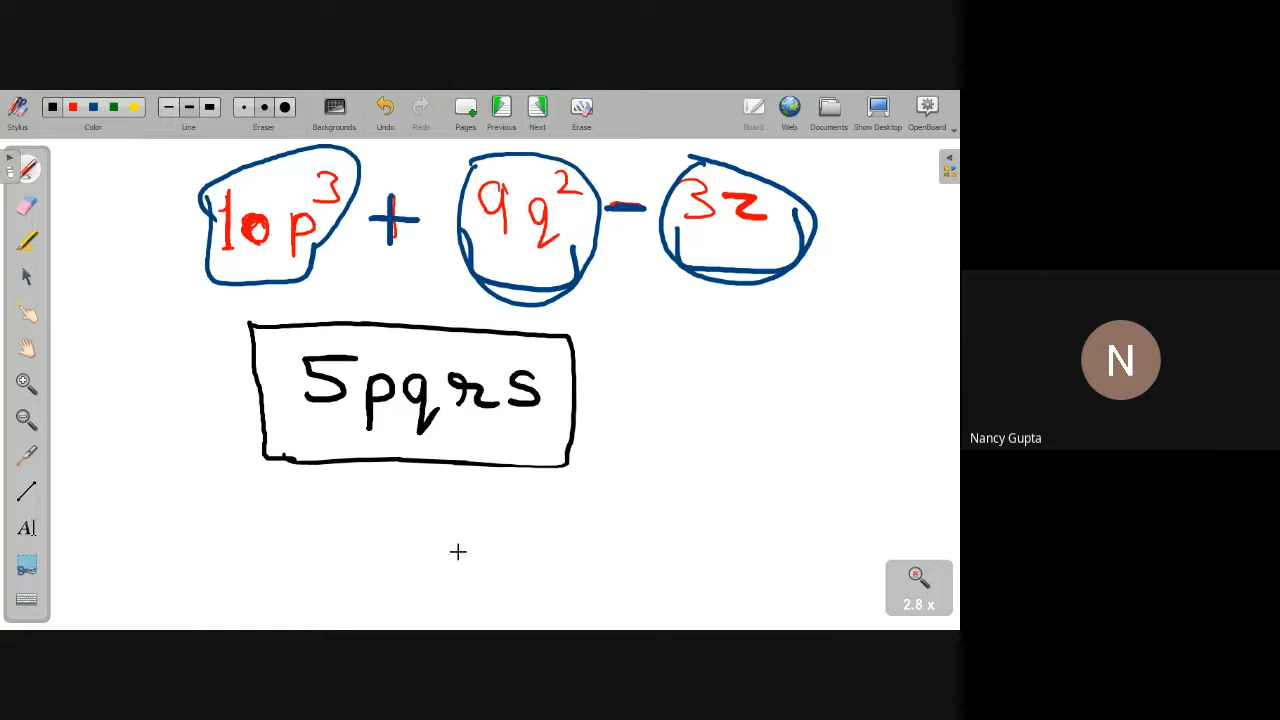 Stylus
Color
Line
Eraser
Backgrounds
Undo
Redo
Pages
Previous
Next
Erase
Board
Web
Documents
Show Desktop
OpenBoard
10p³ + 9q² - 3z
5pqrs
AI
2.8 x
N
Nancy Gupta